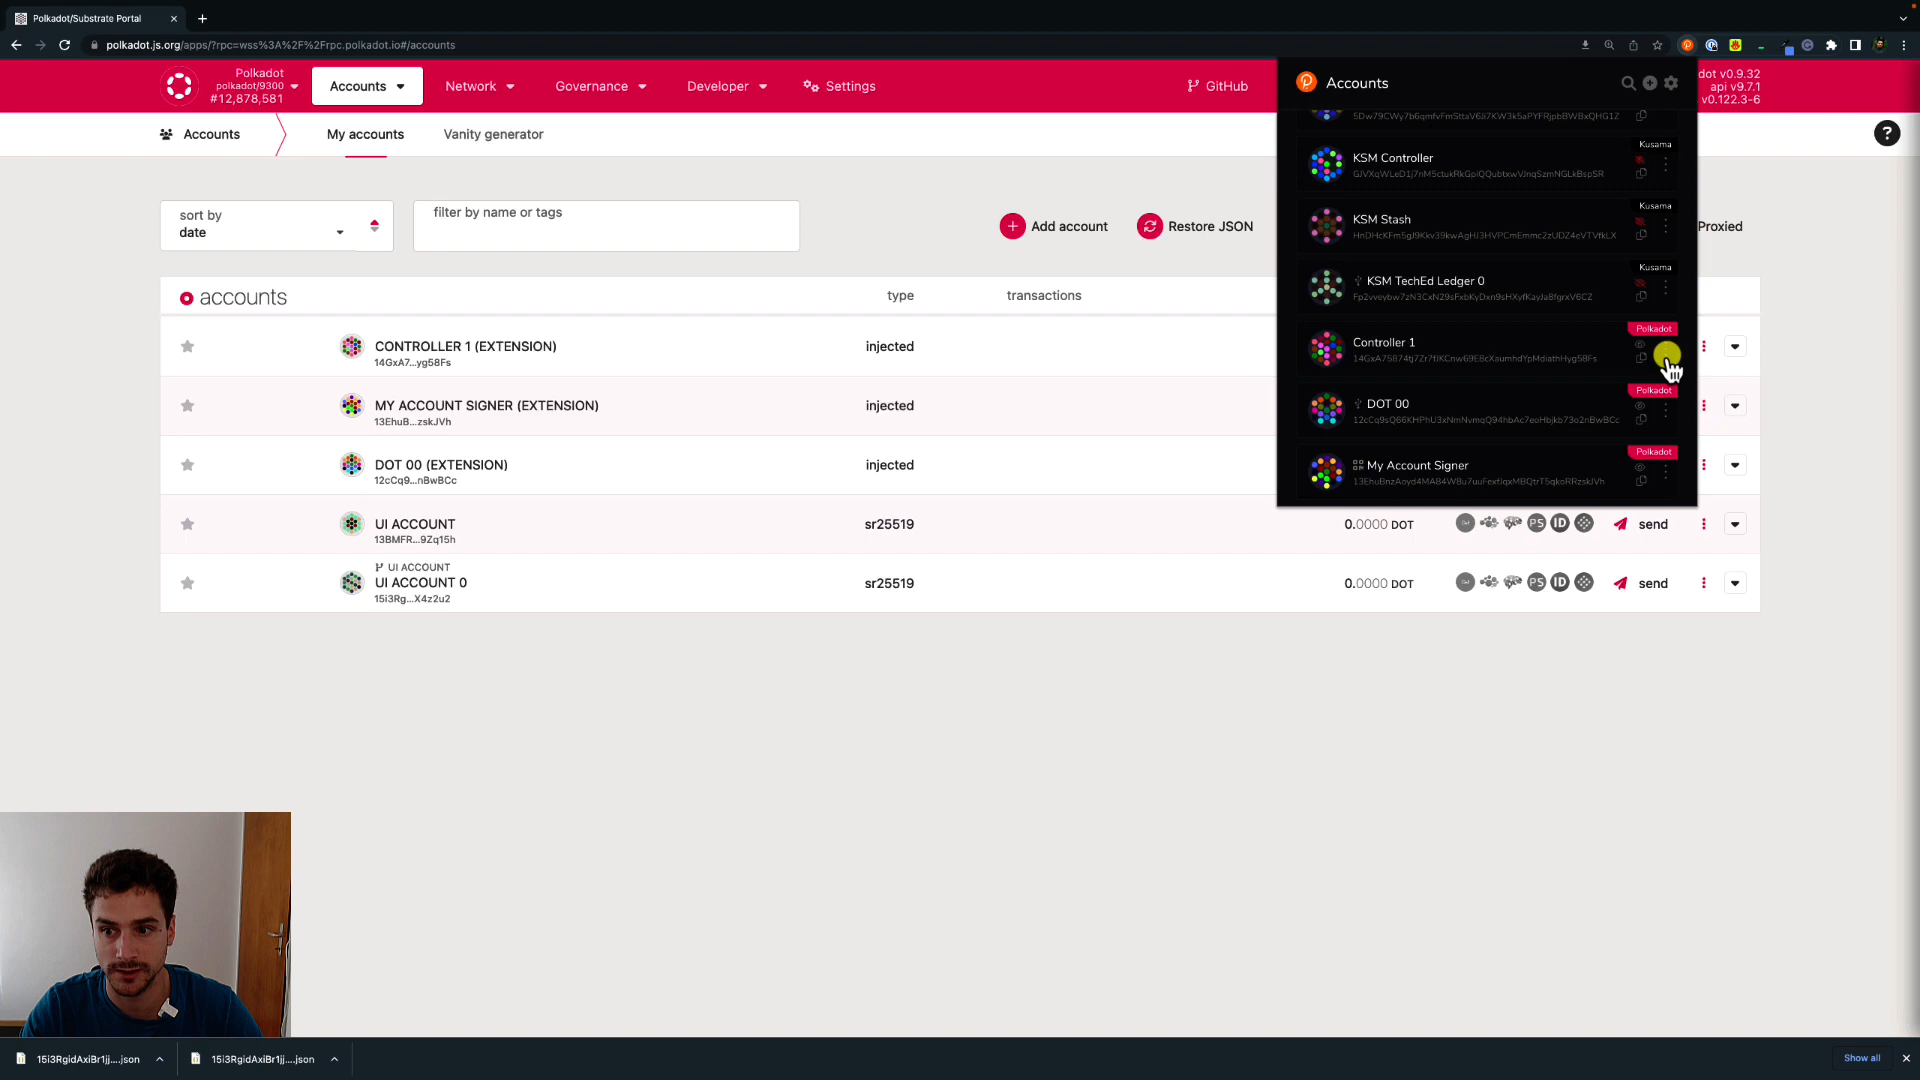 Polkadot/Substrate Portal
polkadot.js.org/apps/?rpc=wss%3A%2F%2Frpc.polkadot.io#/accounts
Polkadot
polkadot/9300
#12,878,581
Accounts
Network
Governance
Developer
Settings
GitHub
dot v0.9.32
api v9.7.1
v0.122.3-6
Accounts
My accounts
Vanity generator
sort by
date
filter by name or tags
Add account
Restore JSON
Proxied
accounts
type
transactions
CONTROLLER 1 (EXTENSION)
14GxA7...yg58Fs
injected
MY ACCOUNT SIGNER (EXTENSION)
13EhuB...zskJVh
injected
DOT 00 (EXTENSION)
12cCq9...nBwBCc
injected
UI ACCOUNT
13BMFR...9Zq15h
sr25519
0.0000 DOT
PS
ID
send
UI ACCOUNT
UI ACCOUNT 0
15i3Rg...X4z2u2
sr25519
0.0000 DOT
PS
ID
send
Accounts
Kusama
KSM Controller
Kusama
KSM Stash
Kusama
KSM TechEd Ledger 0
Polkadot
Controller 1
Polkadot
DOT 00
Polkadot
My Account Signer
15i3RgidAxiBr1jj....json
15i3RgidAxiBr1jj....json
Show all